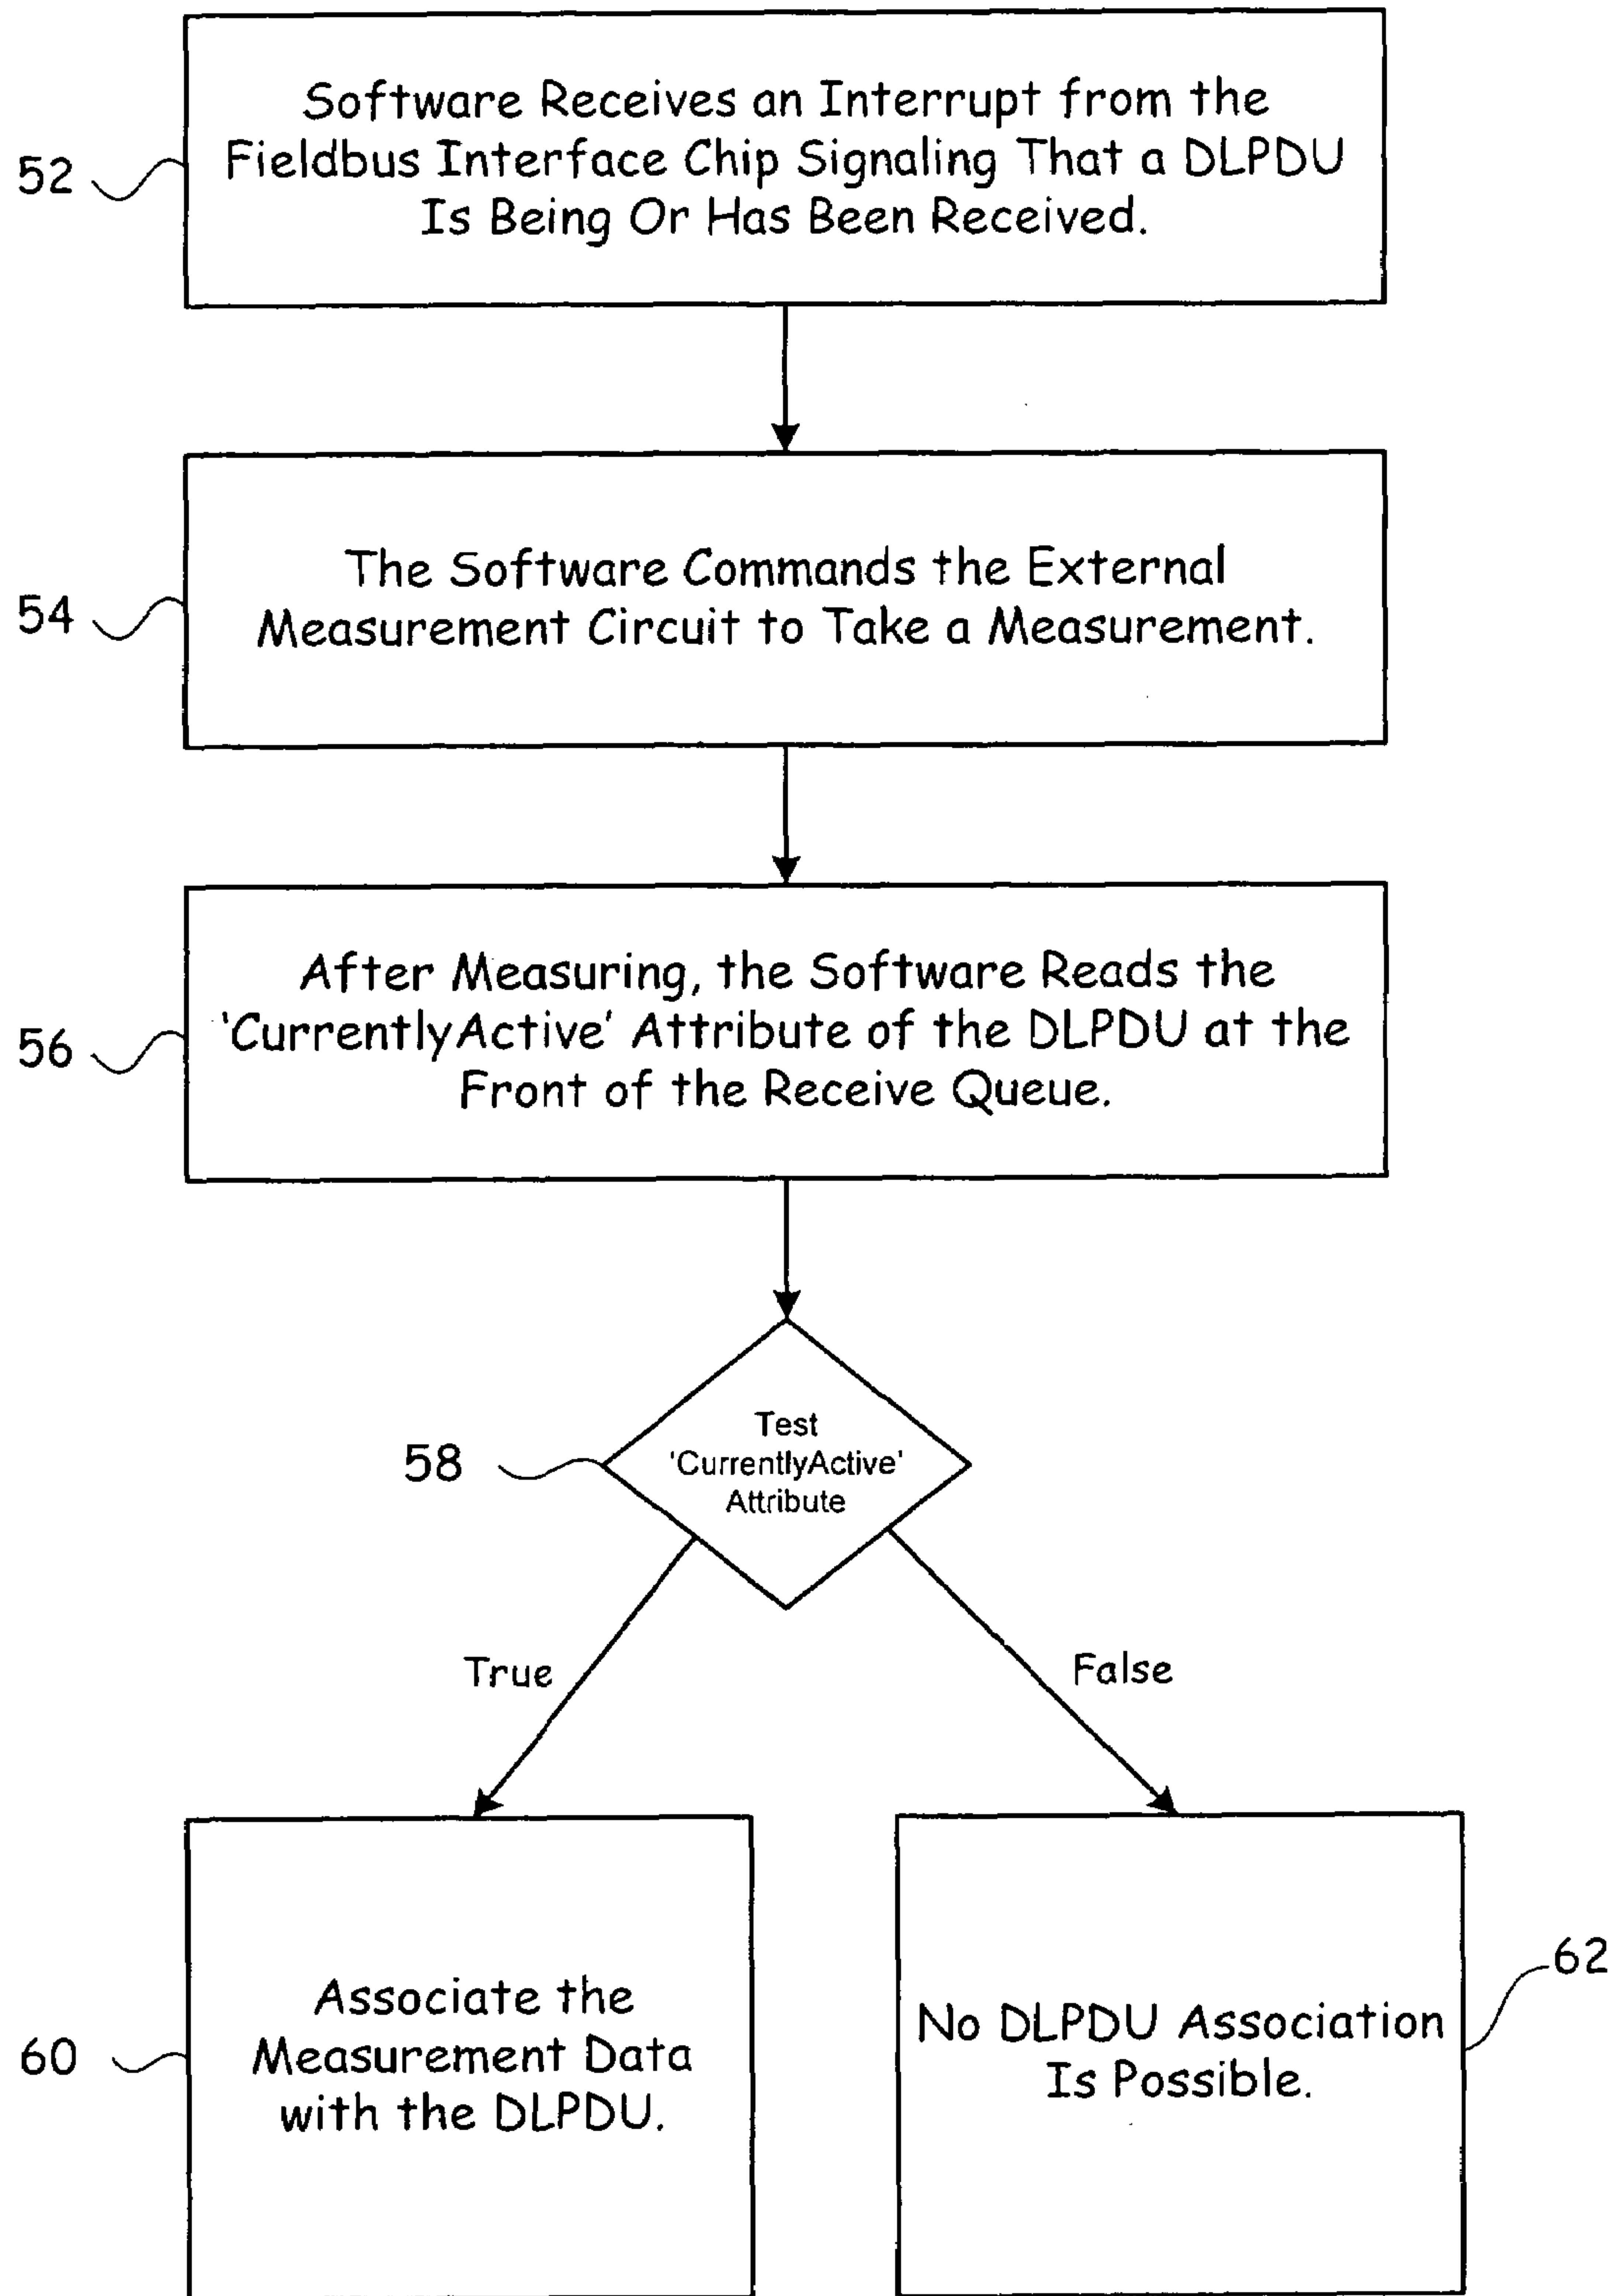 Software Receives an Interrupt from the
Fieldbus Interface Chip Signaling That a DLPDU
Is Being Or Has Been Received.
52
The Software Commands the External
Measurement Circuit to Take a Measurement.
54
After Measuring, the Software Reads the
'CurrentlyActive' Attribute of the DLPDU at the
Front of the Receive Queue.
56
Test
'CurrentlyActive'
Attribute
58
True
False
Associate the
Measurement Data
with the DLPDU.
60
No DLPDU Association
Is Possible.
62